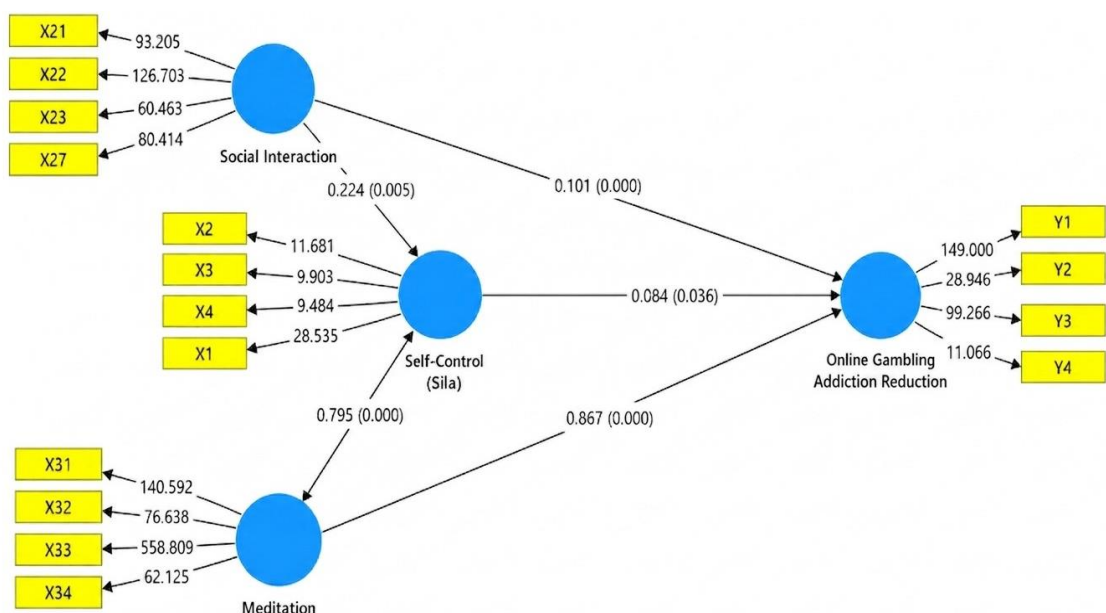 X21
93.205
X22
126.703
X23
60.463
X27
80.414
Social Interaction
0.224 (0.005)
0.101 (0.000)
X2
11.681
X3
9.903
X4
9.484
X1
28.535
Self-Control
(Sila)
0.084 (0.036)
Y1
149.000
Y2
28.946
Y3
99.266
Y4
11.066
Online Gambling
Addiction Reduction
0.795 (0.000)
0.867 (0.000)
X31
140.592
X32
76.638
X33
558.809
X34
62.125
Meditation